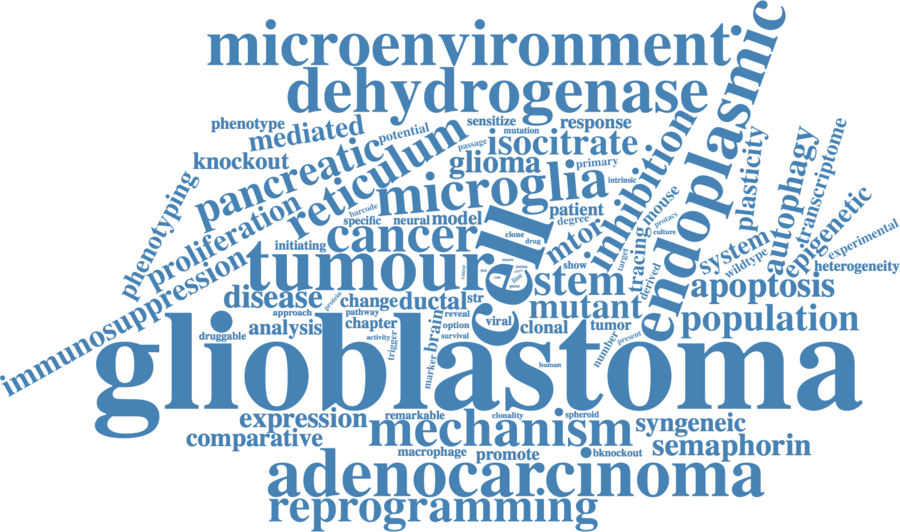 microenvironment
dehydrogenase
endoplasmic
phenotype
mediated
potential
sensitize
mutation
response
knockout
pancreatic
reticulum
passage
isocitrate
inhibition
glioma
primary
microglia
intrinsic
plasticity
autophagy
transcriptome
phenotyping
proliferation
barcode
specific
neural
model
patient
degree
mouse
protacs
culture
epigenetic
experimental
immunosuppression
initiating
cancer
cell
clone
drug
mtor
tracing
system
wildtype
heterogeneity
tumour
show
target
derived
stem
apoptosis
disease
protein
change
ductal
str
mutant
population
approach
pathway
reveal
viral
clonal
tumor
number
present
druggable
analysis
chapter
activity
trigger
brain
marker
option
survival
human
glioblastoma
expression
remarkable
clonality
spheroid
mechanism
syngeneic
comparative
macrophage
promote
bknockout
semaphorin
adenocarcinoma
reprogramming